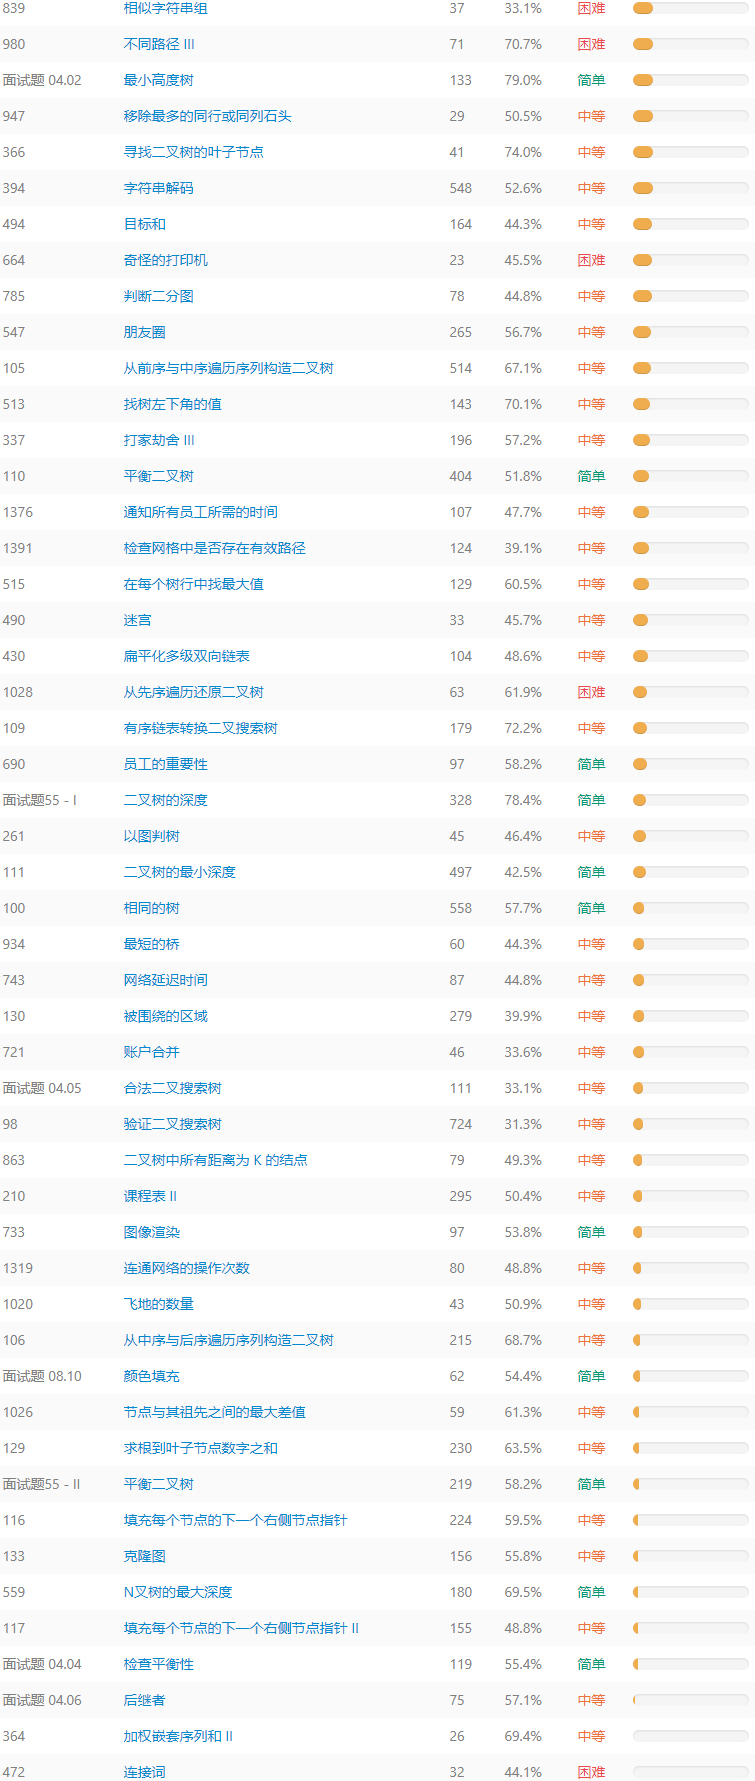 839 相似字符串组 37 33.1% 困难
980 不同路径 III 71 70.7% 困难
面试题 04.02 最小高度树 133 79.0% 简单
947 移除最多的同行或同列石头 29 50.5% 中等
366 寻找二叉树的叶子节点 41 74.0% 中等
394 字符串解码 548 52.6% 中等
494 目标和 164 44.3% 中等
664 奇怪的打印机 23 45.5% 困难
785 判断二分图 78 44.8% 中等
547 朋友圈 265 56.7% 中等
105 从前序与中序遍历序列构造二叉树 514 67.1% 中等
513 找树左下角的值 143 70.1% 中等
337 打家劫舍 III 196 57.2% 中等
110 平衡二叉树 404 51.8% 简单
1376 通知所有员工所需的时间 107 47.7% 中等
1391 检查网格中是否存在有效路径 124 39.1% 中等
515 在每个树行中找最大值 129 60.5% 中等
490 迷宫 33 45.7% 中等
430 扁平化多级双向链表 104 48.6% 中等
1028 从先序遍历还原二叉树 63 61.9% 困难
109 有序链表转换二叉搜索树 179 72.2% 中等
690 员工的重要性 97 58.2% 简单
面试题55 - I 二叉树的深度 328 78.4% 简单
261 以图判树 45 46.4% 中等
111 二叉树的最小深度 497 42.5% 简单
100 相同的树 558 57.7% 简单
934 最短的桥 60 44.3% 中等
743 网络延迟时间 87 44.8% 中等
130 被围绕的区域 279 39.9% 中等
721 账户合并 46 33.6% 中等
面试题 04.05 合法二叉搜索树 111 33.1% 中等
98 验证二叉搜索树 724 31.3% 中等
863 二叉树中所有距离为 K 的结点 79 49.3% 中等
210 课程表 II 295 50.4% 中等
733 图像渲染 97 53.8% 简单
1319 连通网络的操作次数 80 48.8% 中等
1020 飞地的数量 43 50.9% 中等
106 从中序与后序遍历序列构造二叉树 215 68.7% 中等
面试题 08.10 颜色填充 62 54.4% 简单
1026 节点与其祖先之间的最大差值 59 61.3% 中等
129 求根到叶子节点数字之和 230 63.5% 中等
面试题55 - II 平衡二叉树 219 58.2% 简单
116 填充每个节点的下一个右侧节点指针 224 59.5% 中等
133 克隆图 156 55.8% 中等
559 N叉树的最大深度 180 69.5% 简单
117 填充每个节点的下一个右侧节点指针 II 155 48.8% 中等
面试题 04.04 检查平衡性 119 55.4% 简单
面试题 04.06 后继者 75 57.1% 中等
364 加权嵌套序列和 II 26 69.4% 中等
472 连接词 32 44.1% 困难